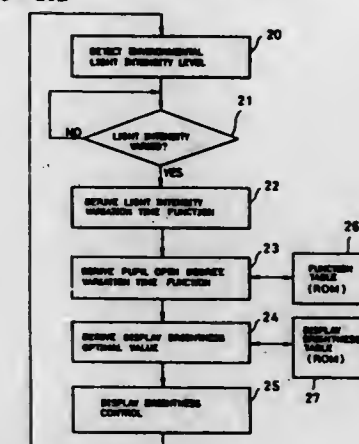 20
DETECT ENVIRONMENTAL
LIGHT INTENSITY LEVEL
21
LIGHT INTENSITY
VARIED?
NO
YES
22
DERIVE LIGHT INTENSITY
VARIATION TIME FUNCTION
23
DERIVE PUPIL OPEN DEGREE
VARIATION TIME FUNCTION
26
FUNCTION
TABLE
(ROM)
24
DERIVE DISPLAY BRIGHTNESS
OPTIMAL VALUE
DISPLAY
BRIGHTNESS
TABLE
(ROM)
27
25
DISPLAY BRIGHTNESS
CONTROL